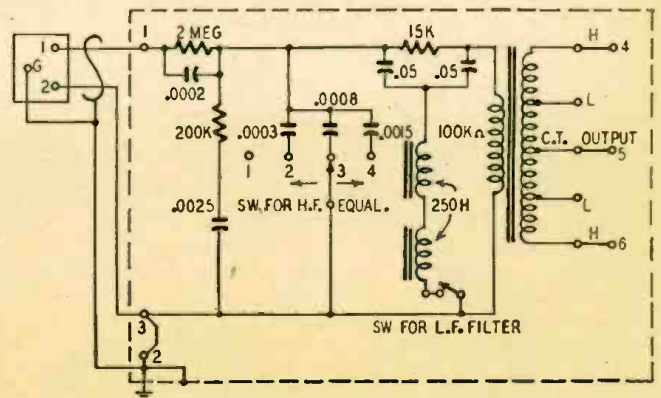 1
2 MEG
15K
H
4
1
G
2
.0002
.05
.05
L
200K
.0003
.0008
.0015
100KΩ
C.T. OUTPUT
5
1
2
3
4
SW FOR H.F. EQUAL.
250H
L
.0025
H
6
3
SW FOR L.F. FILTER
2